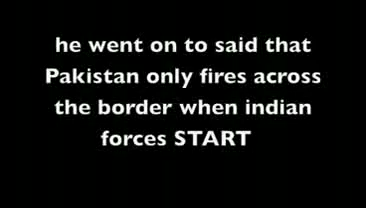 he went on to said that
Pakistan only fires across
the border when indian
forces START